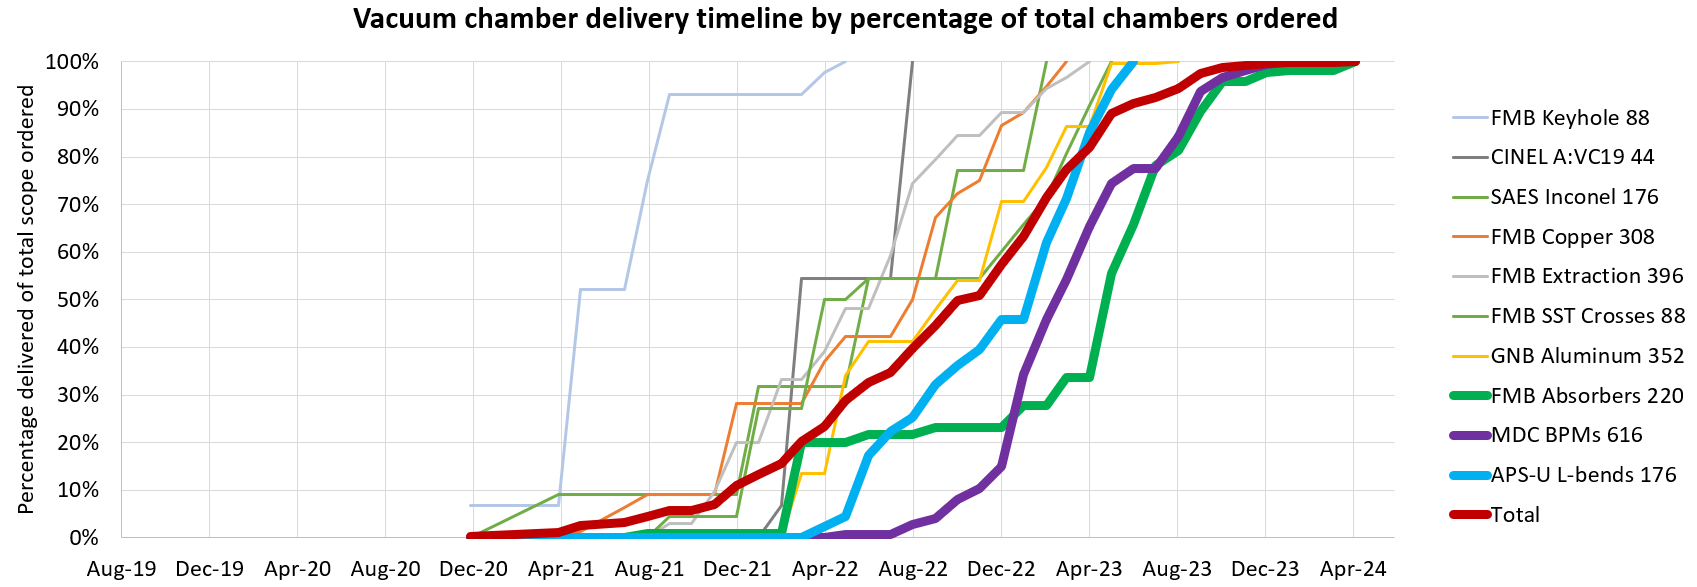 Vacuum chamber delivery timeline by percentage of total chambers ordered
Percentage delivered of total scope ordered
100%
90%
80%
70%
60%
50%
40%
30%
20%
10%
0%
Aug-19 Dec-19 Apr-20 Aug-20 Dec-20 Apr-21 Aug-21 Dec-21 Apr-22 Aug-22 Dec-22 Apr-23 Aug-23 Dec-23 Apr-24
FMB Keyhole 88
CINEL A:VC19 44
SAES Inconel 176
FMB Copper 308
FMB Extraction 396
FMB SST Crosses 88
GNB Aluminum 352
FMB Absorbers 220
MDC BPMs 616
APS-U L-bends 176
Total